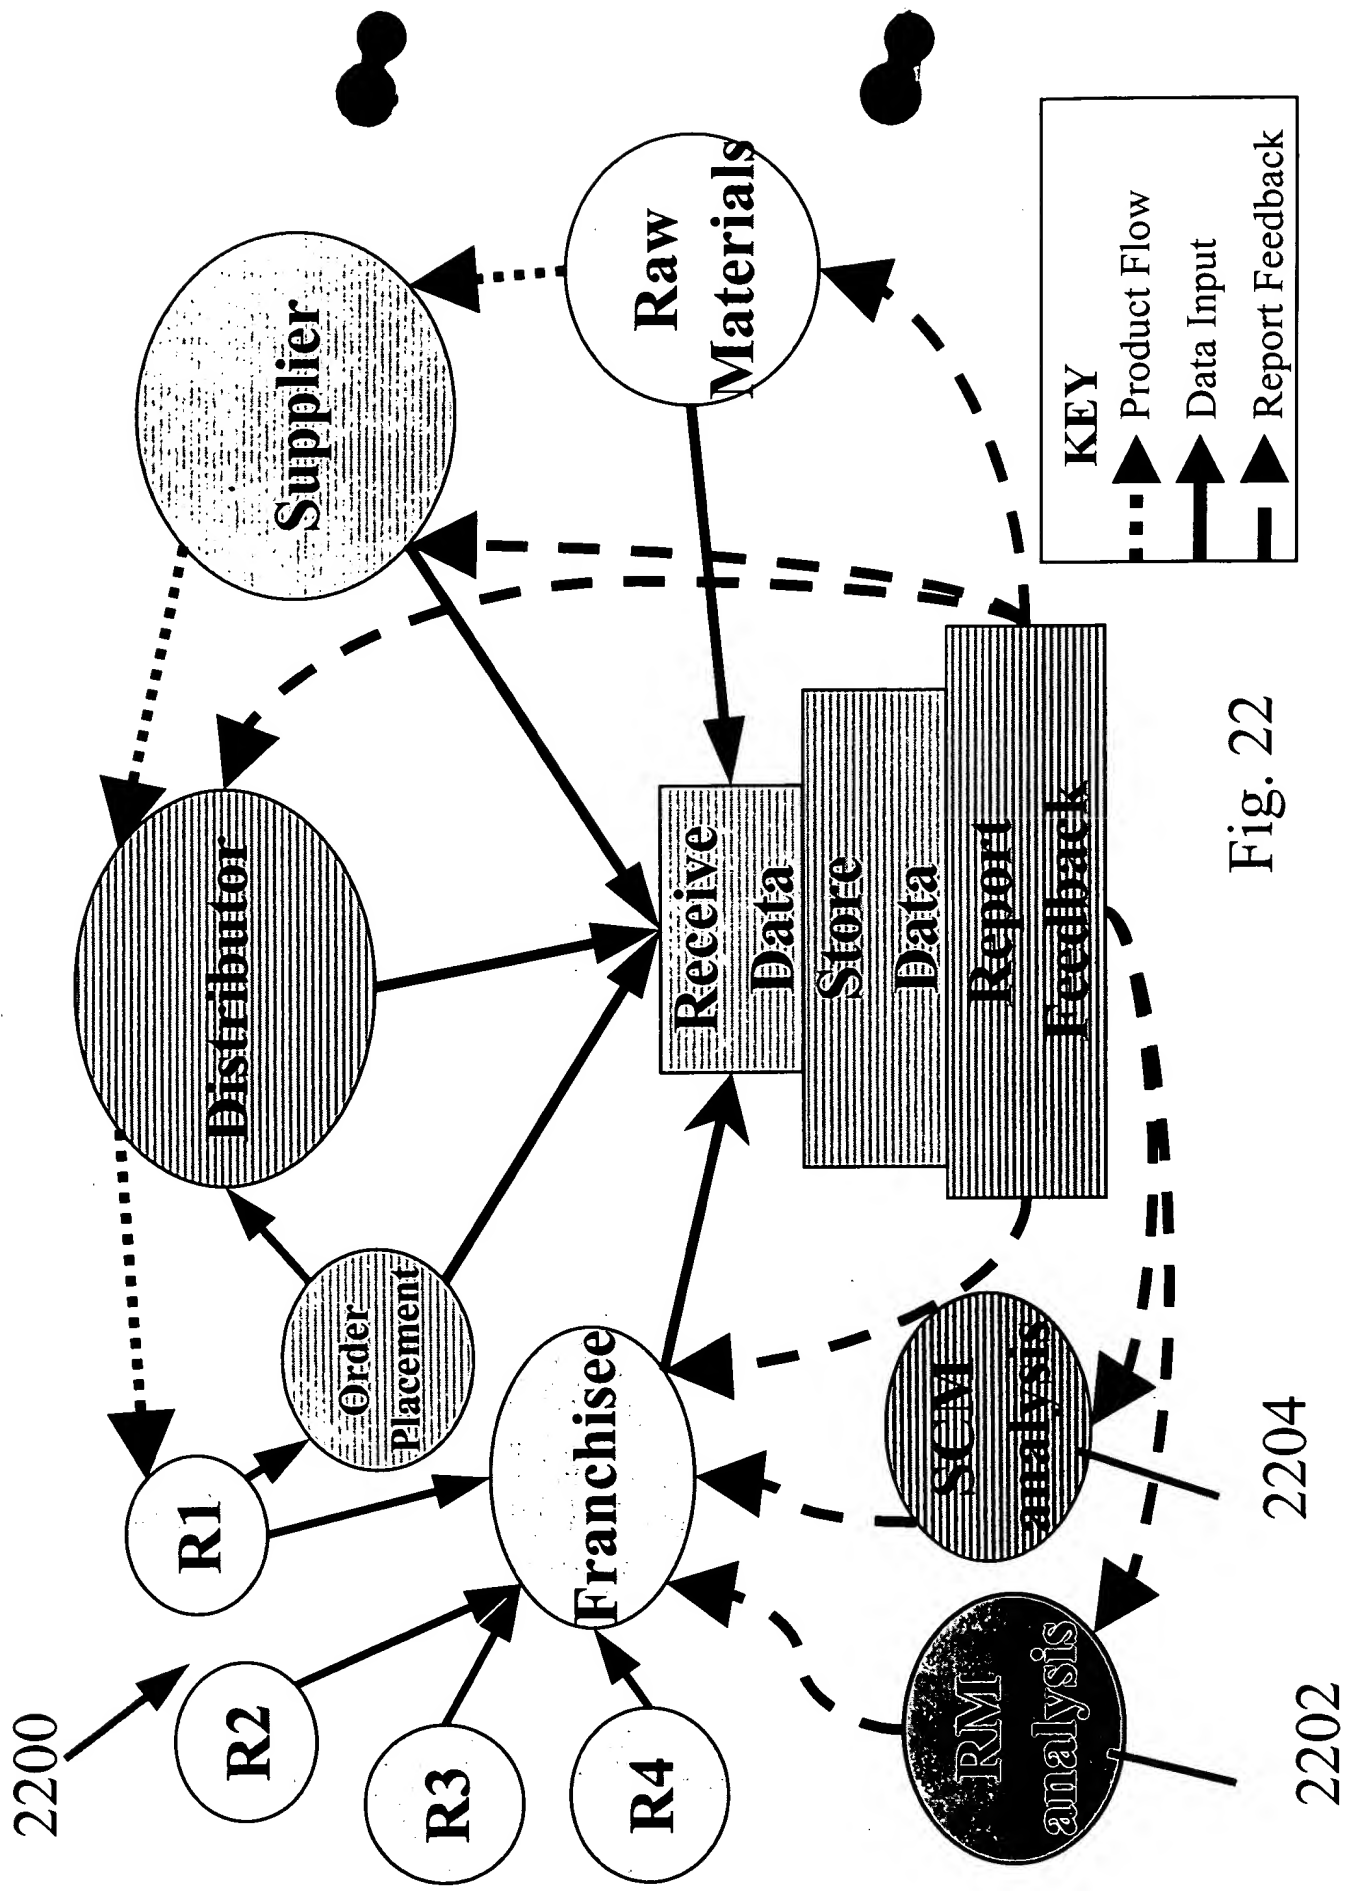 2200
R1
R2
R3
R4
Order
Placement
Distributor
Supplier
Franchisee
Receive
Data
Store
Data
Report
Feedback
Raw
Materials
RM
analysis
SCM
analysis
2202
2204
KEY
Product Flow
Data Input
Report Feedback
Fig. 22